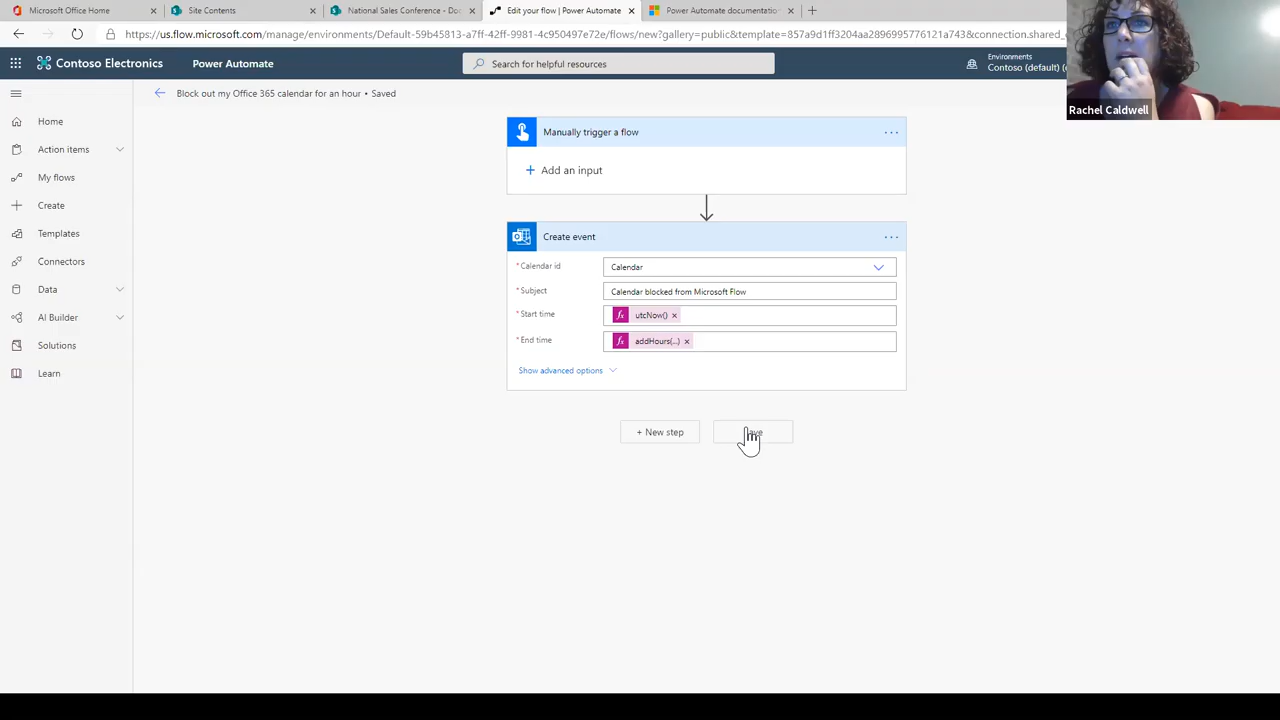 Microsoft Office Home
Site Contents
National Sales Conference - Doc
Edit your flow | Power Automate
Power Automate documentation
https://us.flow.microsoft.com/manage/environments/Default-59b45813-a7ff-42ff-9981-4c950497e72e/flows/new?gallery=public&template=857a9d1ff3204aa2896995776121a743&connection.shared_
Contoso Electronics
Power Automate
Search for helpful resources
Environments
Contoso (default) (
Rachel Caldwell
Block out my Office 365 calendar for an hour • Saved
Home
Action items
My flows
Create
Templates
Connectors
Data
AI Builder
Solutions
Learn
Manually trigger a flow
+ Add an input
Create event
* Calendar id
Calendar
* Subject
Calendar blocked from Microsoft Flow
* Start time
fx utcNow() ×
* End time
fx addHours(...) ×
Show advanced options
+ New step